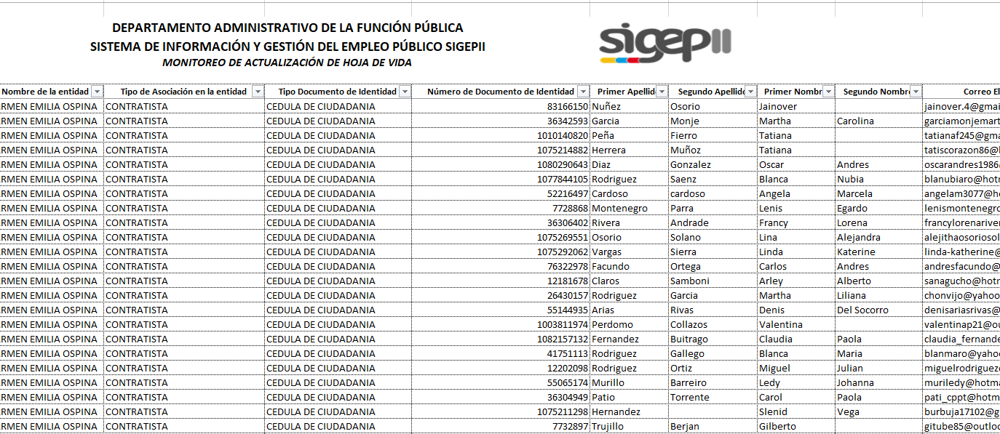 DEPARTAMENTO ADMINISTRATIVO DE LA FUNCIÓN PÚBLICA
SISTEMA DE INFORMACIÓN Y GESTIÓN DEL EMPLEO PÚBLICO SIGEPII
MONITOREO DE ACTUALIZACIÓN DE HOJA DE VIDA
sigepII
Nombre de la entidad Tipo de Asociación en la entidad Tipo Documento de Identidad Número de Documento de Identidad Primer Apellid Segundo Apellido Primer Nombr Segundo Nombre Correo El
RMEN EMILIA OSPINA CONTRATISTA CEDULA DE CIUDADANIA 83166150 Nuñez Osorio Jainover jainover.4@gmai
RMEN EMILIA OSPINA CONTRATISTA CEDULA DE CIUDADANIA 36342593 Garcia Monje Martha Carolina garciamonjemart
RMEN EMILIA OSPINA CONTRATISTA CEDULA DE CIUDADANIA 1010140820 Peña Fierro Tatiana tatianaf245@gma
RMEN EMILIA OSPINA CONTRATISTA CEDULA DE CIUDADANIA 1075214882 Herrera Muñoz Tatiana tatiscorazon86@h
RMEN EMILIA OSPINA CONTRATISTA CEDULA DE CIUDADANIA 1080290643 Diaz Gonzalez Oscar Andres oscarandres1986@
RMEN EMILIA OSPINA CONTRATISTA CEDULA DE CIUDADANIA 1077844105 Rodriguez Saenz Blanca Nubia blanubiaro@hotm
RMEN EMILIA OSPINA CONTRATISTA CEDULA DE CIUDADANIA 52216497 Cardoso cardoso Angela Marcela angelam3077@ho
RMEN EMILIA OSPINA CONTRATISTA CEDULA DE CIUDADANIA 7728868 Montenegro Parra Lenis Egardo lenismontenegro
RMEN EMILIA OSPINA CONTRATISTA CEDULA DE CIUDADANIA 36306402 Rivera Andrade Francy Lorena francylorenariver
RMEN EMILIA OSPINA CONTRATISTA CEDULA DE CIUDADANIA 1075269551 Osorio Solano Lina Alejandra alejithaosoriosol
RMEN EMILIA OSPINA CONTRATISTA CEDULA DE CIUDADANIA 1075292062 Vargas Sierra Linda Katerine linda-katherine@
RMEN EMILIA OSPINA CONTRATISTA CEDULA DE CIUDADANIA 76322978 Facundo Ortega Carlos Andres andresfacundo@
RMEN EMILIA OSPINA CONTRATISTA CEDULA DE CIUDADANIA 12181678 Claros Samboni Arley Alberto sanagucho@hotm
RMEN EMILIA OSPINA CONTRATISTA CEDULA DE CIUDADANIA 26430157 Rodriguez Garcia Martha Liliana chonvijo@yahoo
RMEN EMILIA OSPINA CONTRATISTA CEDULA DE CIUDADANIA 55144935 Arias Rivas Denis Del Socorro denisariasrivas@
RMEN EMILIA OSPINA CONTRATISTA CEDULA DE CIUDADANIA 1003811974 Perdomo Collazos Valentina valentinap21@ou
RMEN EMILIA OSPINA CONTRATISTA CEDULA DE CIUDADANIA 1082157132 Fernandez Buitrago Claudia Paola claudia_fernande
RMEN EMILIA OSPINA CONTRATISTA CEDULA DE CIUDADANIA 41751113 Rodriguez Gallego Blanca Maria blanmaro@yahoo
RMEN EMILIA OSPINA CONTRATISTA CEDULA DE CIUDADANIA 12202098 Rodriguez Ortiz Miguel Julian miguelrodriguez
RMEN EMILIA OSPINA CONTRATISTA CEDULA DE CIUDADANIA 55065174 Murillo Barreiro Ledy Johanna muriledy@hotma
RMEN EMILIA OSPINA CONTRATISTA CEDULA DE CIUDADANIA 36304949 Patio Torrente Carol Paola pati_cppt@hotm
RMEN EMILIA OSPINA CONTRATISTA CEDULA DE CIUDADANIA 1075211298 Hernandez Slenid Vega burbuja17102@g
RMEN EMILIA OSPINA CONTRATISTA CEDULA DE CIUDADANIA 7732897 Trujillo Berjan Gilberto gitube85@outloo